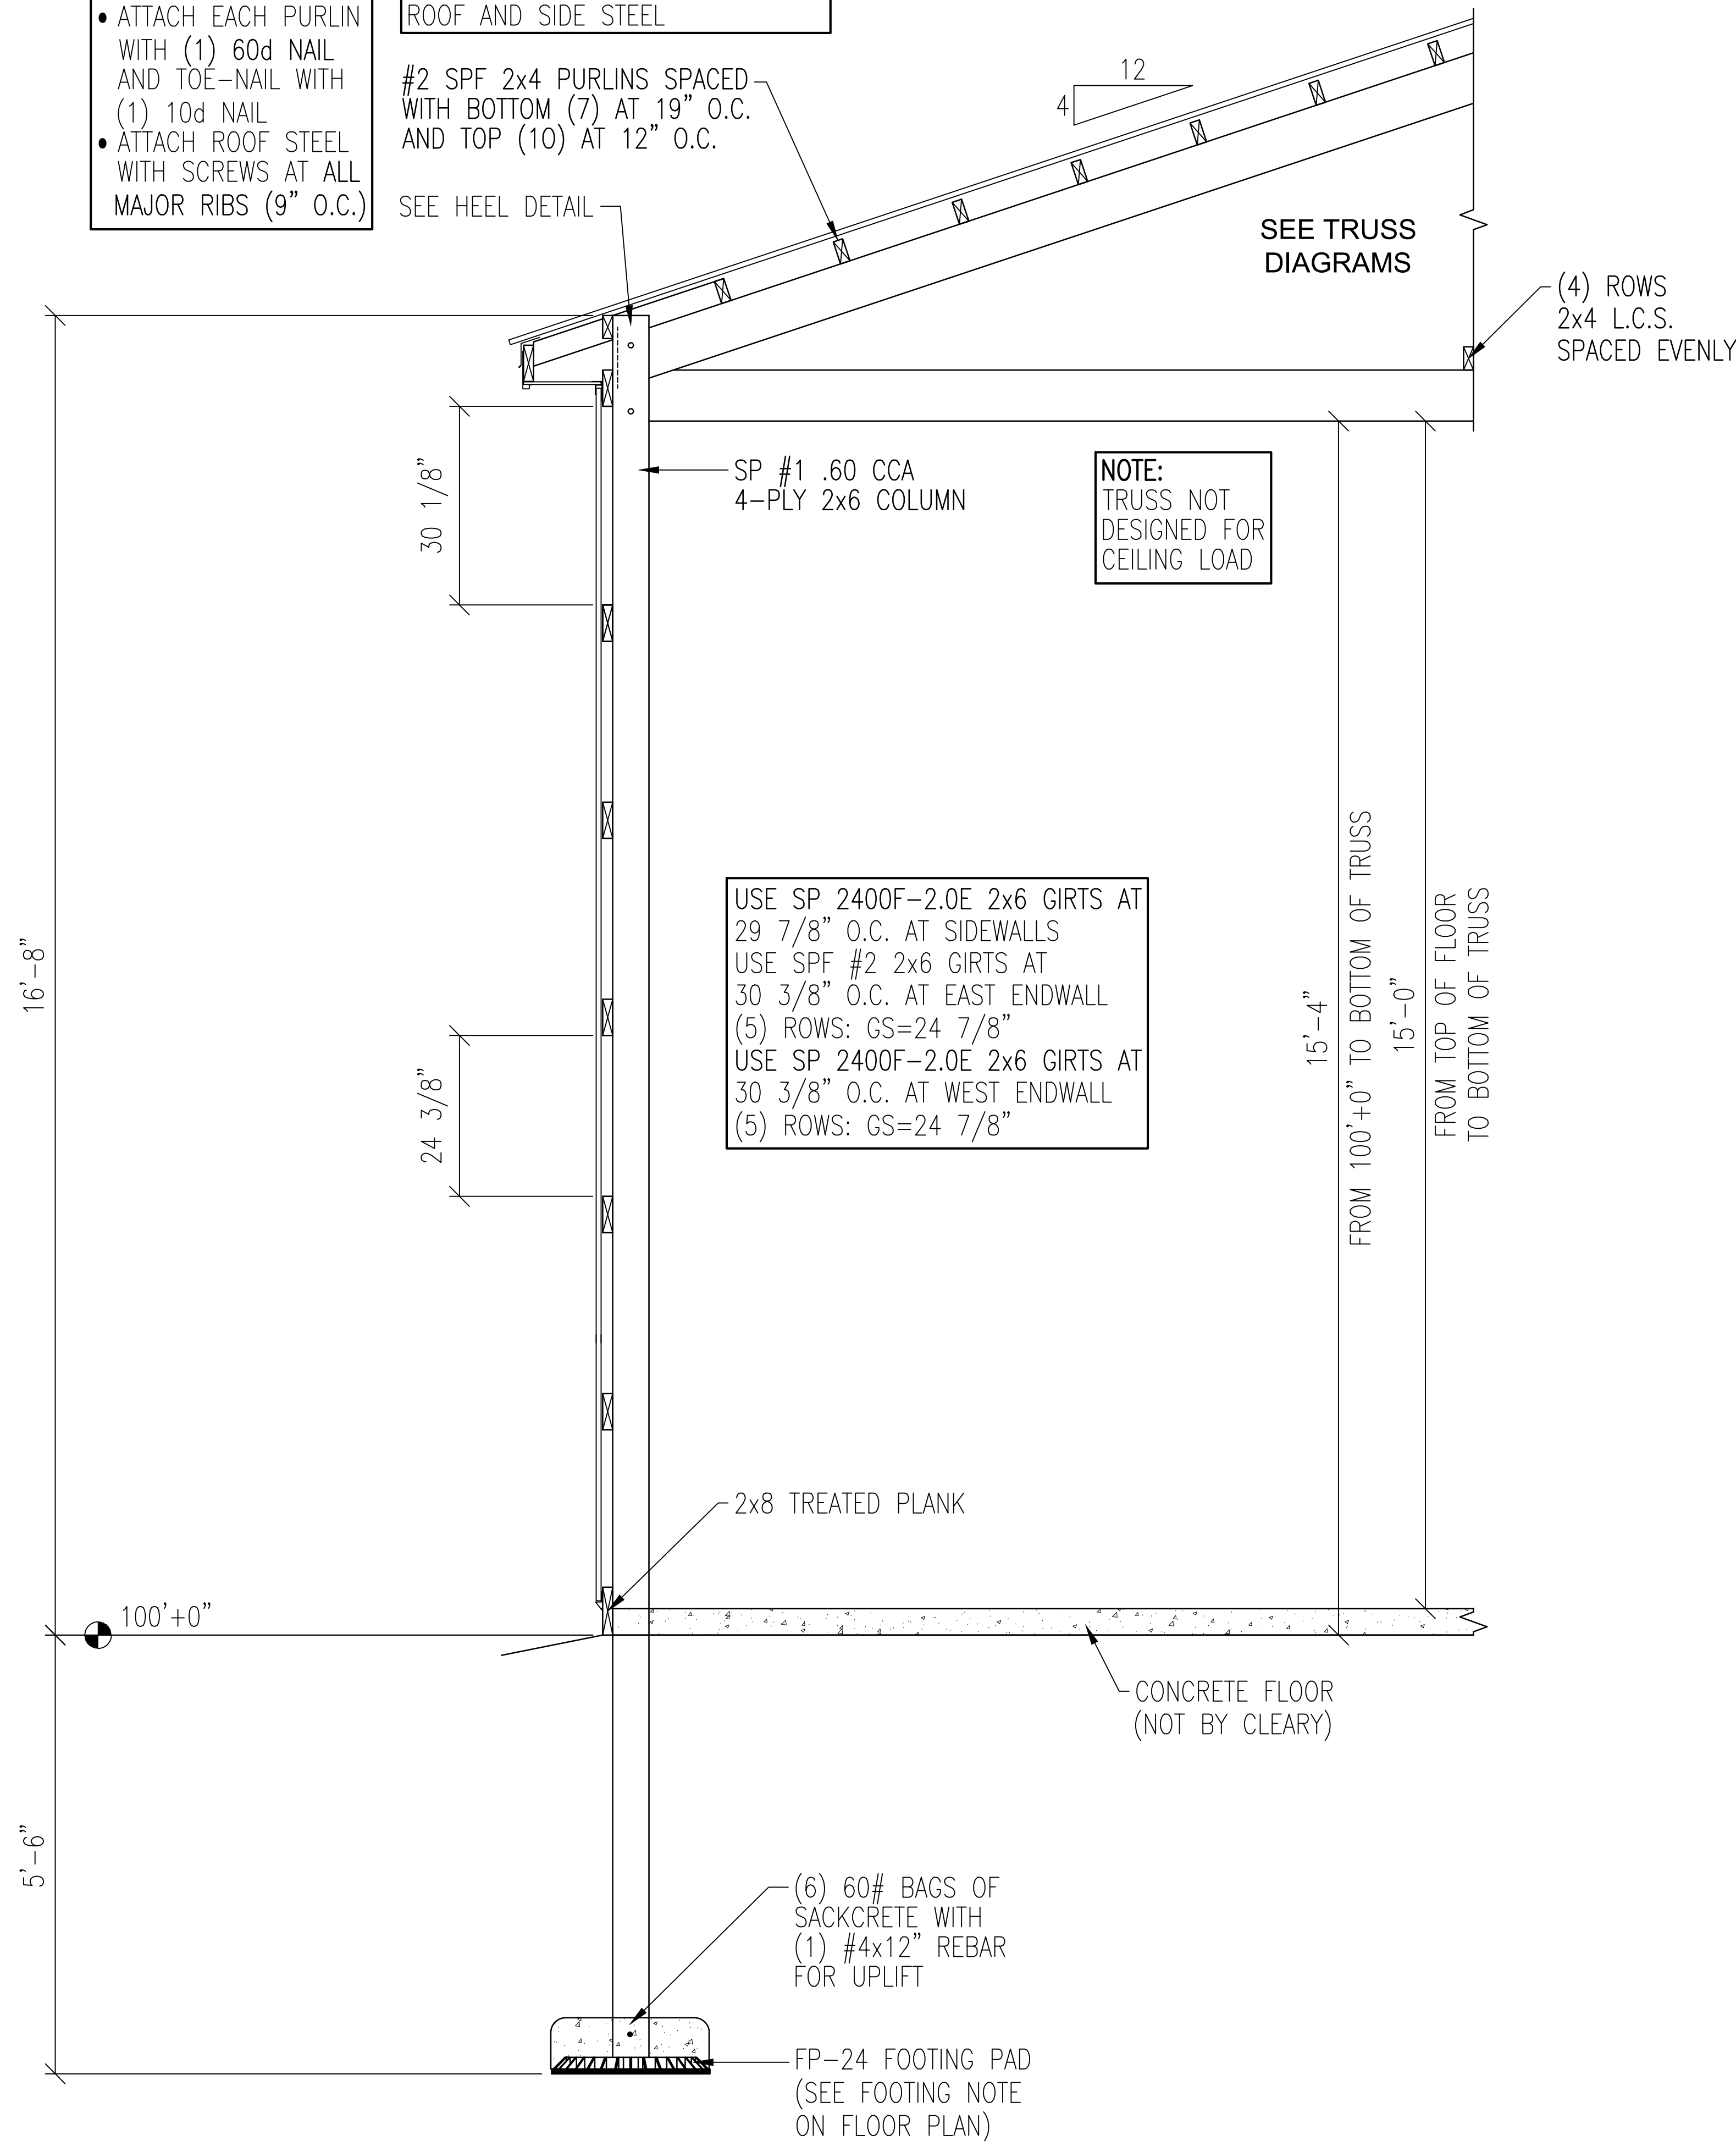 • ATTACH EACH PURLIN
WITH (1) 60d NAIL
AND TOE-NAIL WITH
(1) 10d NAIL
• ATTACH ROOF STEEL
WITH SCREWS AT ALL
MAJOR RIBS (9" O.C.)
ROOF AND SIDE STEEL
#2 SPF 2x4 PURLINS SPACED
WITH BOTTOM (7) AT 19" O.C.
AND TOP (10) AT 12" O.C.
SEE HEEL DETAIL
12
4
SEE TRUSS
DIAGRAMS
(4) ROWS
2x4 L.C.S.
SPACED EVENLY
30 1/8"
SP #1 .60 CCA
4-PLY 2x6 COLUMN
NOTE:
TRUSS NOT
DESIGNED FOR
CEILING LOAD
16'-8"
USE SP 2400F-2.0E 2x6 GIRTS AT
29 7/8" O.C. AT SIDEWALLS
USE SPF #2 2x6 GIRTS AT
30 3/8" O.C. AT EAST ENDWALL
(5) ROWS: GS=24 7/8"
USE SP 2400F-2.0E 2x6 GIRTS AT
30 3/8" O.C. AT WEST ENDWALL
(5) ROWS: GS=24 7/8"
24 3/8"
15'-4"
FROM 100'+0" TO BOTTOM OF TRUSS
15'-0"
FROM TOP OF FLOOR
TO BOTTOM OF TRUSS
2x8 TREATED PLANK
100'+0"
CONCRETE FLOOR
(NOT BY CLEARY)
5'-6"
(6) 60# BAGS OF
SACKCRETE WITH
(1) #4x12" REBAR
FOR UPLIFT
FP-24 FOOTING PAD
(SEE FOOTING NOTE
ON FLOOR PLAN)